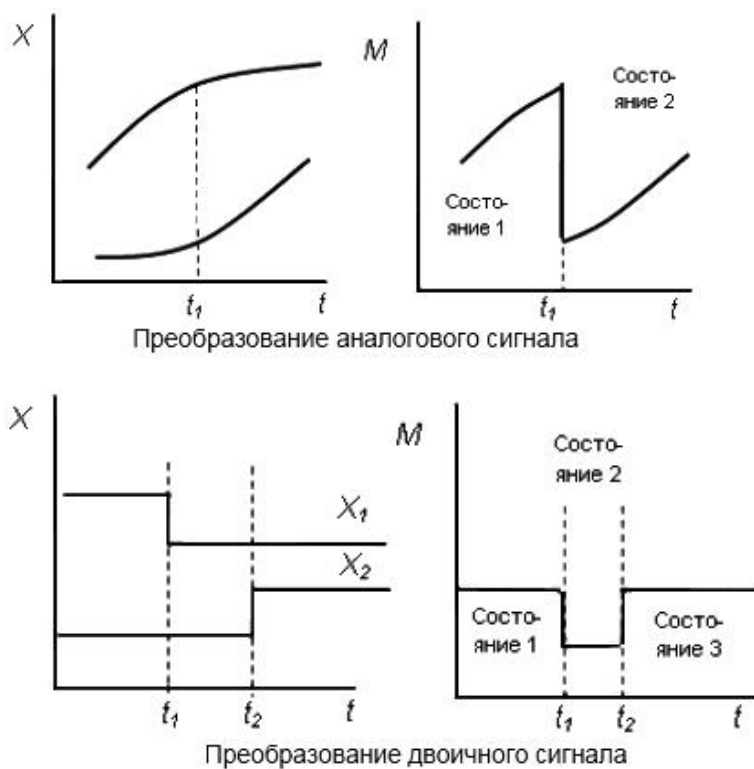 X
M
Состо-
яние 2
Состо-
яние 1
t₁
t
t₁
t
Преобразование аналогового сигнала
X
M
Состо-
яние 2
X₁
X₂
Состо-
яние 1
Состо-
яние 3
t₁
t₂
t
t₁
t₂
t
Преобразование двоичного сигнала